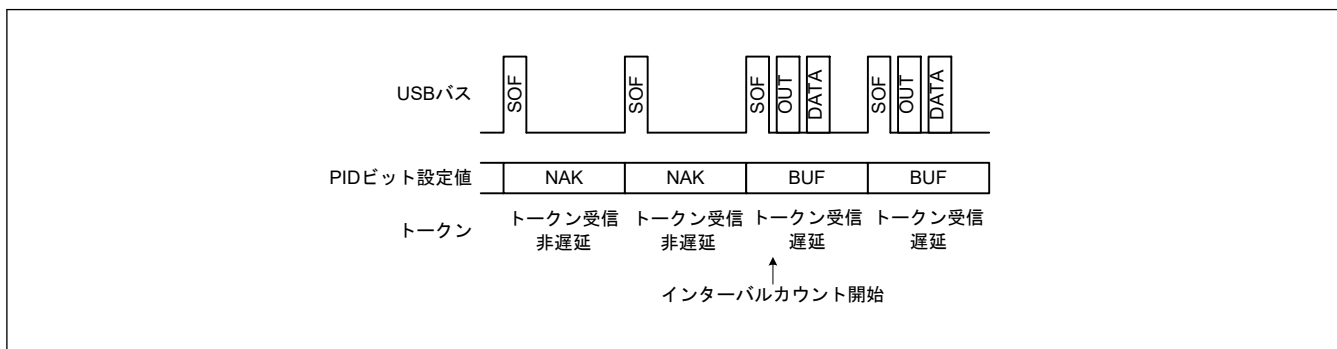 USBバス
SOF
SOF
SOF
OUT
DATA
SOF
OUT
DATA
PIDビット設定値
NAK
NAK
BUF
BUF
トークン
トークン受信
非遅延
トークン受信
非遅延
トークン受信
遅延
トークン受信
遅延
インターバルカウント開始